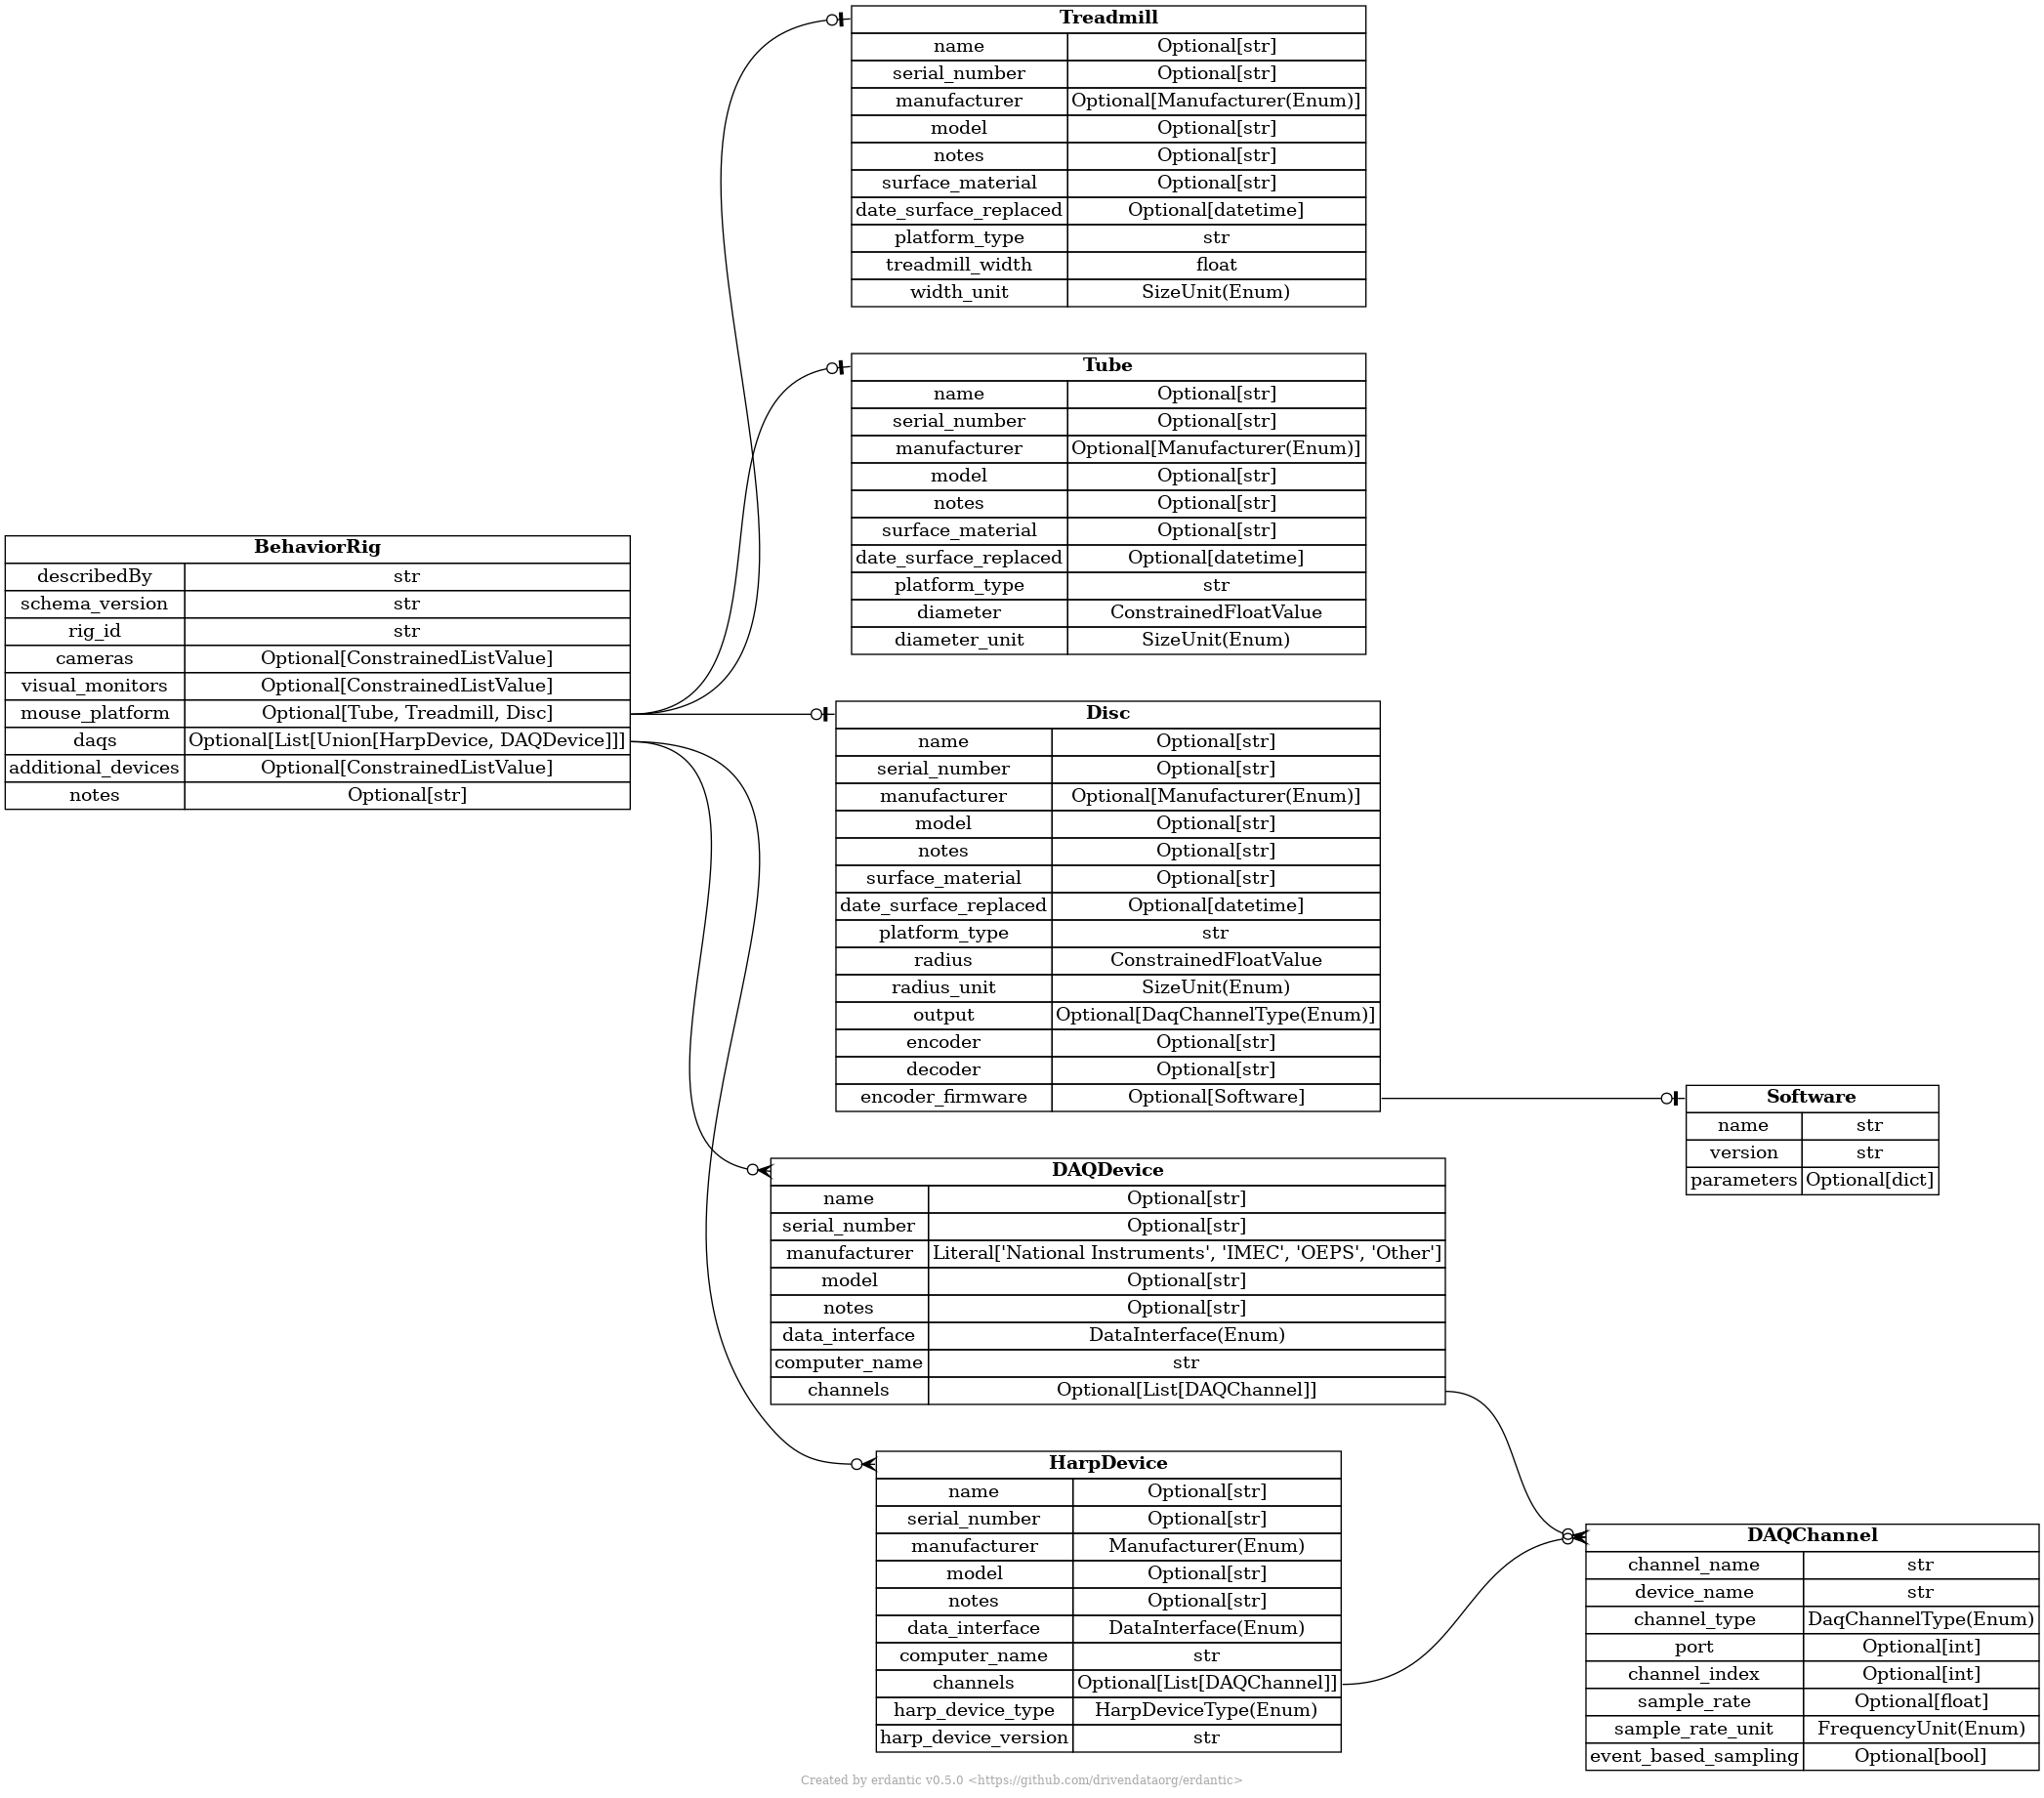 Treadmill
name Optional[str]
serial_number Optional[str]
manufacturer Optional[Manufacturer(Enum)]
model Optional[str]
notes Optional[str]
surface_material Optional[str]
date_surface_replaced Optional[datetime]
platform_type str
treadmill_width float
width_unit SizeUnit(Enum)
Tube
name Optional[str]
serial_number Optional[str]
manufacturer Optional[Manufacturer(Enum)]
model Optional[str]
notes Optional[str]
surface_material Optional[str]
date_surface_replaced Optional[datetime]
platform_type str
diameter ConstrainedFloatValue
diameter_unit SizeUnit(Enum)
BehaviorRig
describedBy str
schema_version str
rig_id str
cameras Optional[ConstrainedListValue]
visual_monitors Optional[ConstrainedListValue]
mouse_platform Optional[Tube, Treadmill, Disc]
daqs Optional[List[Union[HarpDevice, DAQDevice]]]
additional_devices Optional[ConstrainedListValue]
notes Optional[str]
Disc
name Optional[str]
serial_number Optional[str]
manufacturer Optional[Manufacturer(Enum)]
model Optional[str]
notes Optional[str]
surface_material Optional[str]
date_surface_replaced Optional[datetime]
platform_type str
radius ConstrainedFloatValue
radius_unit SizeUnit(Enum)
output Optional[DaqChannelType(Enum)]
encoder Optional[str]
decoder Optional[str]
encoder_firmware Optional[Software]
Software
name str
version str
parameters Optional[dict]
DAQDevice
name Optional[str]
serial_number Optional[str]
manufacturer Literal['National Instruments', 'IMEC', 'OEPS', 'Other']
model Optional[str]
notes Optional[str]
data_interface DataInterface(Enum)
computer_name str
channels Optional[List[DAQChannel]]
HarpDevice
name Optional[str]
serial_number Optional[str]
manufacturer Manufacturer(Enum)
model Optional[str]
notes Optional[str]
data_interface DataInterface(Enum)
computer_name str
channels Optional[List[DAQChannel]]
harp_device_type HarpDeviceType(Enum)
harp_device_version str
DAQChannel
channel_name str
device_name str
channel_type DaqChannelType(Enum)
port Optional[int]
channel_index Optional[int]
sample_rate Optional[float]
sample_rate_unit FrequencyUnit(Enum)
event_based_sampling Optional[bool]
Created by erdantic v0.5.0 <https://github.com/drivendataorg/erdantic>